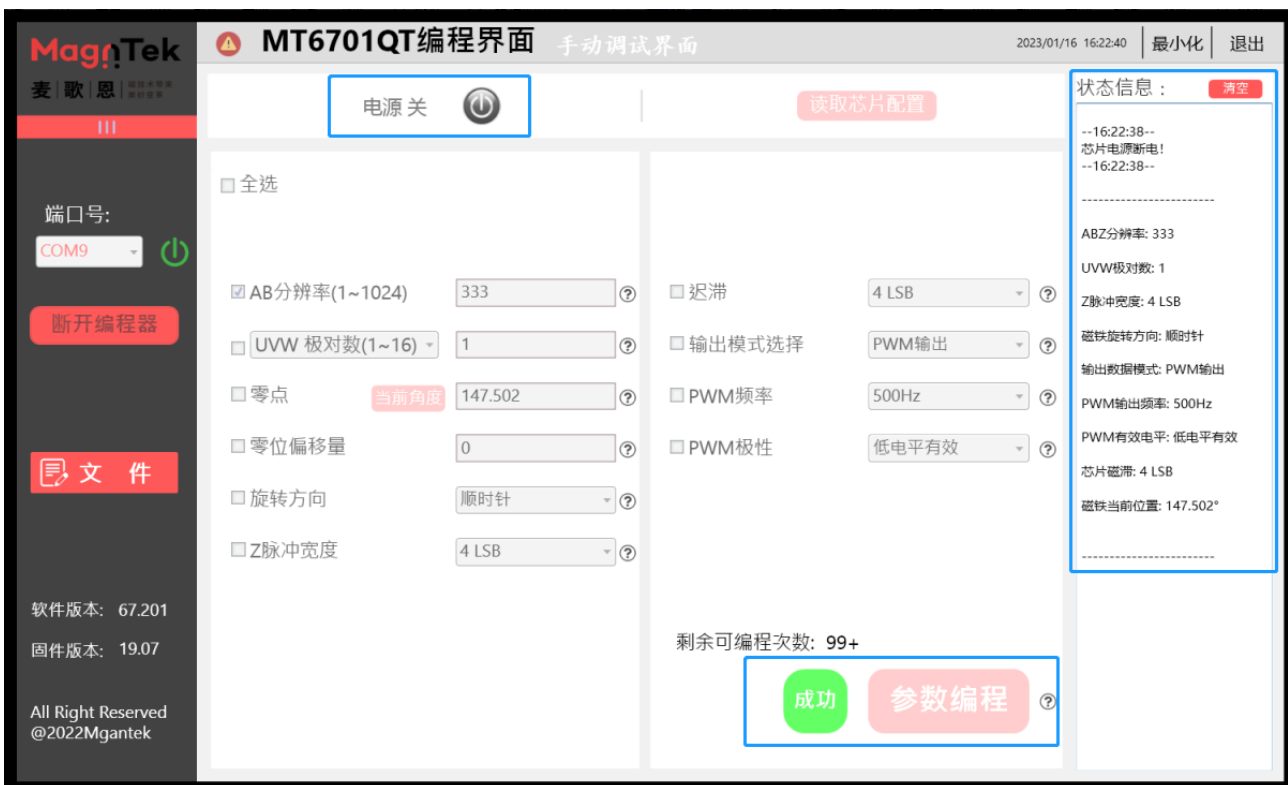 MagnTek
麦|歌|恩
MT6701QT编程界面 手动调试界面
2023/01/16 16:22:40 最小化 退出
电源 关
读取芯片配置
状态信息: 清空
--16:22:38--
芯片电源断电!
--16:22:38--
------------------------
ABZ分辨率: 333
UVW极对数: 1
Z脉冲宽度: 4 LSB
磁铁旋转方向: 顺时针
输出数据模式: PWM输出
PWM输出频率: 500Hz
PWM有效电平: 低电平有效
芯片磁滞: 4 LSB
磁铁当前位置: 147.502°
------------------------
端口号:
COM9
断开编程器
文 件
软件版本: 67.201
固件版本: 19.07
All Right Reserved
@2022Mgantek
全选
AB分辨率(1~1024) 333
UVW 极对数(1~16) 1
零点 当前角度 147.502
零位偏移量 0
旋转方向 顺时针
Z脉冲宽度 4 LSB
迟滞 4 LSB
输出模式选择 PWM输出
PWM频率 500Hz
PWM极性 低电平有效
剩余可编程次数: 99+
成功 参数编程